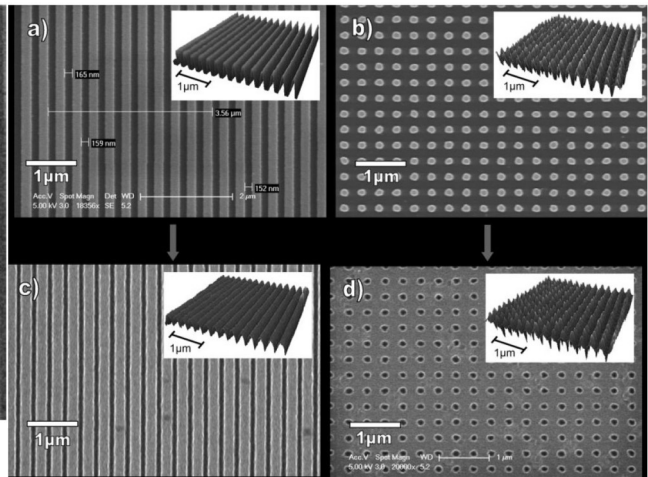 a)
1µm
165 nm
3.56 µm
159 nm
152 nm
1µm
Acc.V Spot Magn Det WD
5.00 kV 3.0 18356x SE 5.2
2 µm
b)
1µm
1µm
c)
1µm
1µm
d)
1µm
1µm
Acc.V Spot Magn WD
5.00 kV 3.0 20000x 5.2
1 µm